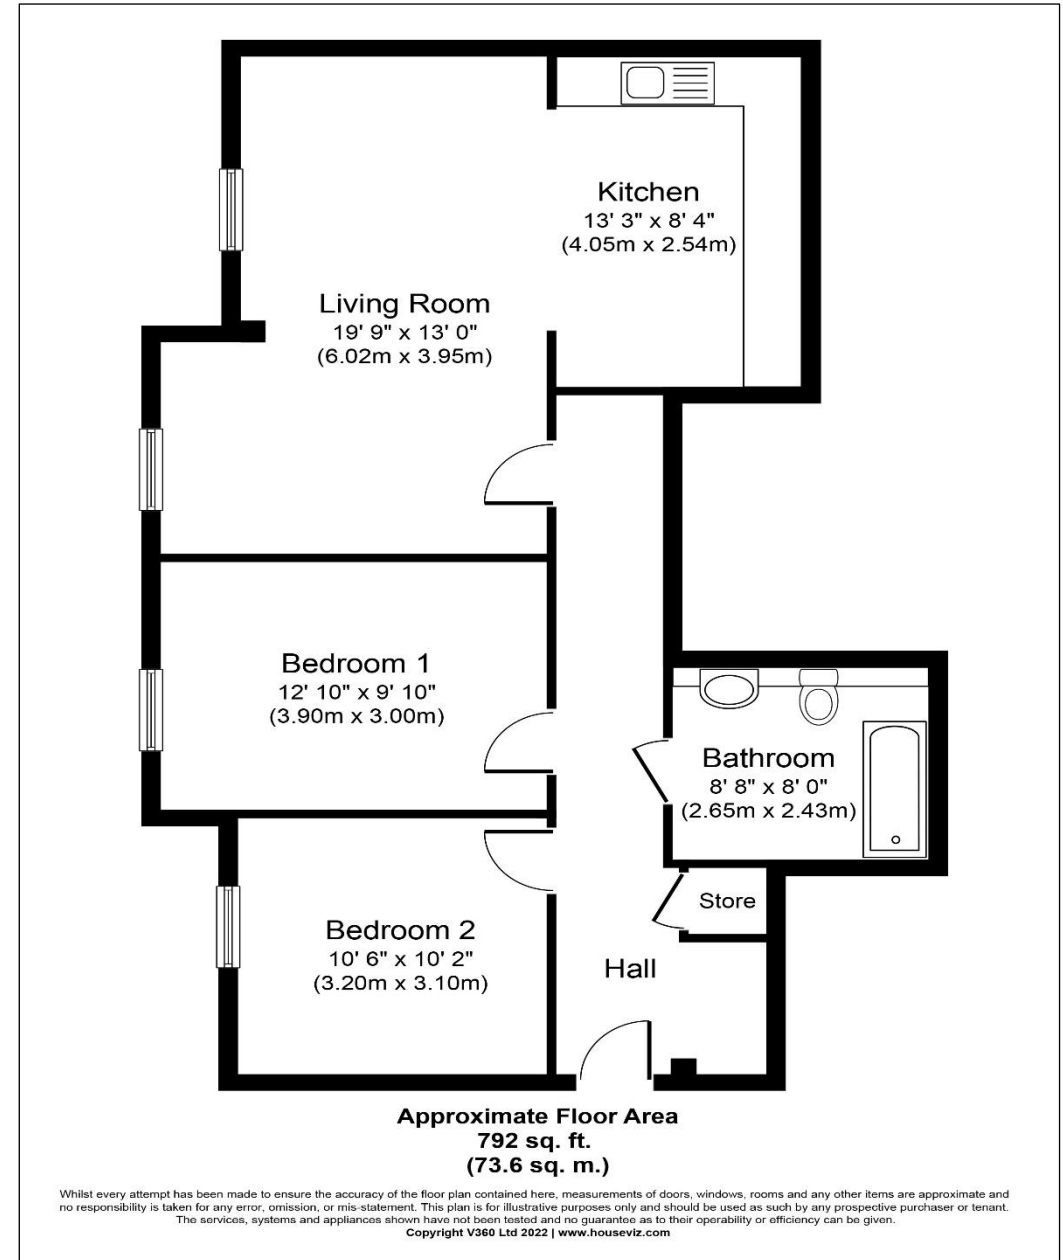 Kitchen
13' 3" x 8' 4"
(4.05m x 2.54m)
Living Room
19' 9" x 13' 0"
(6.02m x 3.95m)
Bedroom 1
12' 10" x 9' 10"
(3.90m x 3.00m)
Bathroom
8' 8" x 8' 0"
(2.65m x 2.43m)
Store
Bedroom 2
10' 6" x 10' 2"
(3.20m x 3.10m)
Hall
Approximate Floor Area
792 sq. ft.
(73.6 sq. m.)
Whilst every attempt has been made to ensure the accuracy of the floor plan contained here, measurements of doors, windows, rooms and any other items are approximate and
no responsibility is taken for any error, omission, or mis-statement. This plan is for illustrative purposes only and should be used as such by any prospective purchaser or tenant.
The services, systems and appliances shown have not been tested and no guarantee as to their operability or efficiency can be given.
Copyright V360 Ltd 2022 | www.houseviz.com